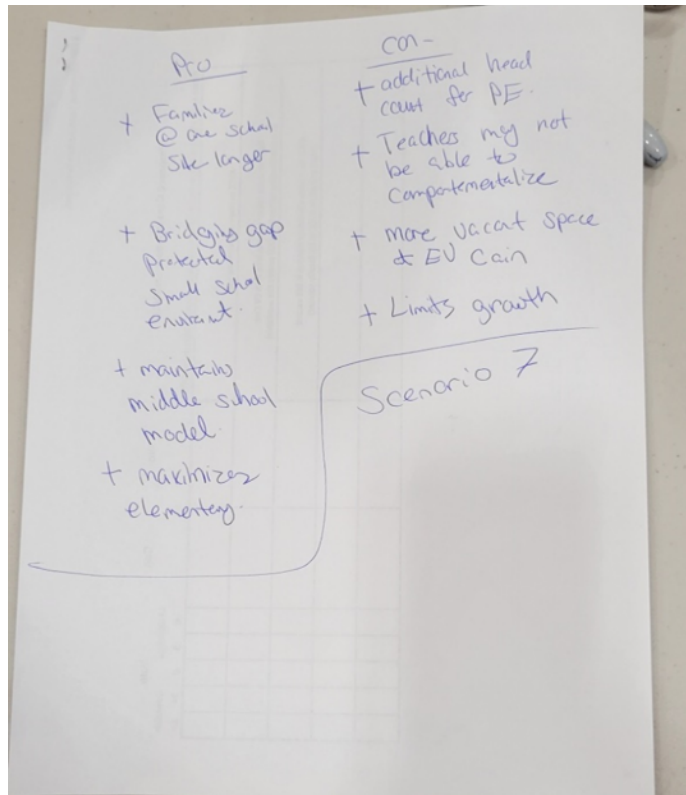 Pro
+ Families
@ one school
Site longer
+ Bridging gap
protected
small school
+ maintains
middle school
model.
+ maximizes
elementary.
con-
+ additional head
count for PE.
+ Teachers may not
be able to
compartementalize
+ more vacant space
EV Cain
+ Limits growth
Scenario 7